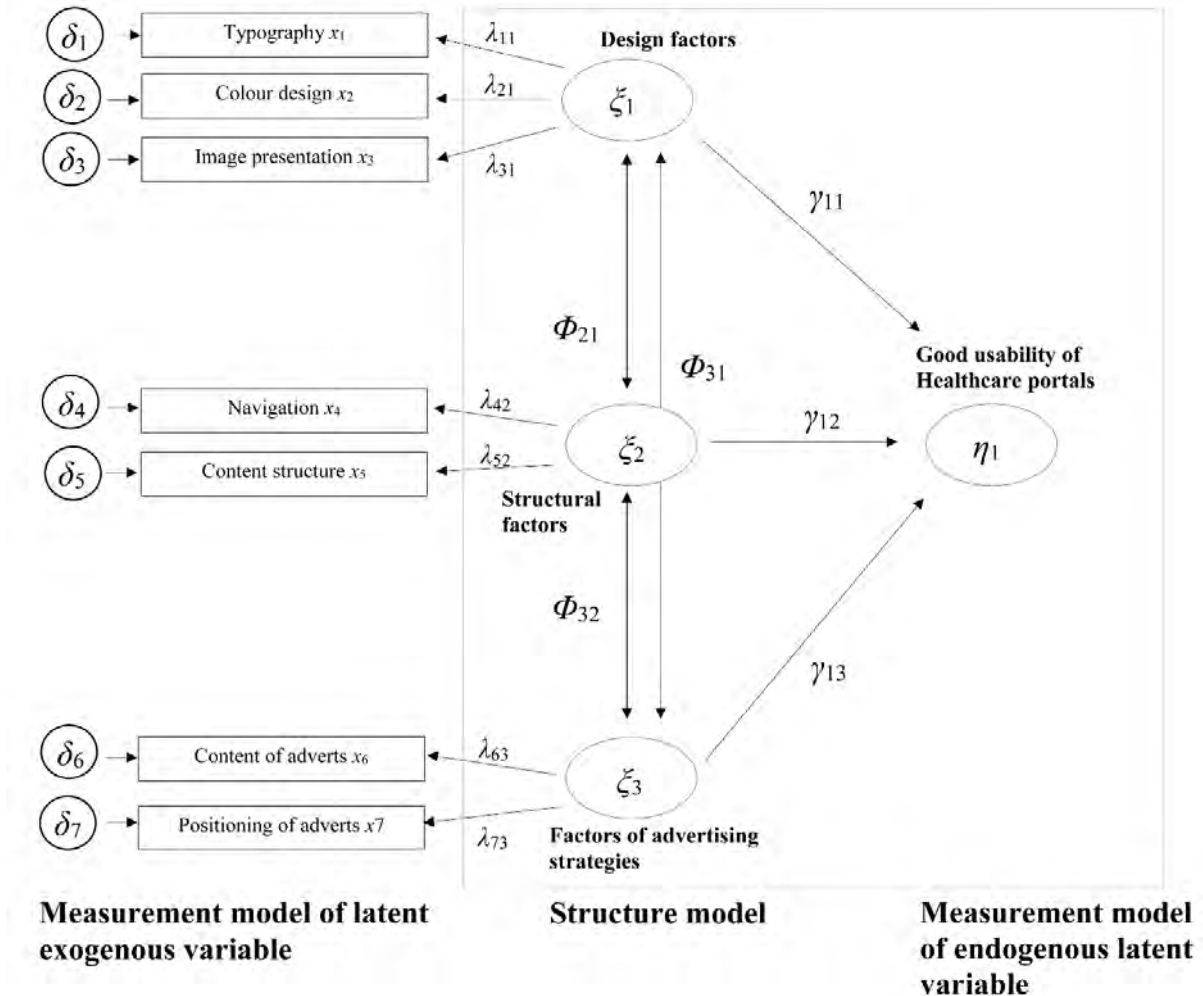 δ1
Typography x1
λ11
Design factors
δ2
Colour design x2
λ21
ξ1
δ3
Image presentation x3
λ31
γ11
Φ21
Φ31
Good usability of
Healthcare portals
δ4
Navigation x4
λ42
γ12
ξ2
η1
δ5
Content structure x5
λ52
Structural
factors
Φ32
γ13
δ6
Content of adverts x6
λ63
ξ3
δ7
Positioning of adverts x7
λ73
Factors of advertising
strategies
Measurement model of latent
exogenous variable
Structure model
Measurement model
of endogenous latent
variable